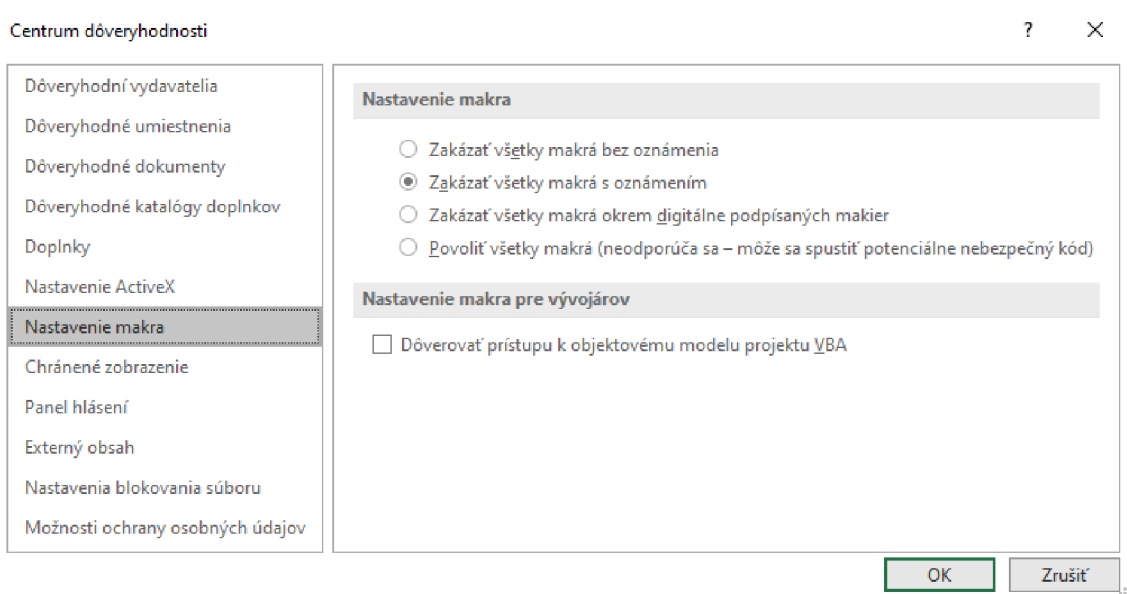 Centrum dôveryhodnosti
?
Dôveryhodní vydavatelia
Dôveryhodné umiestnenia
Dôveryhodné dokumenty
Dôveryhodné katalógy doplnkov
Doplnky
Nastavenie ActiveX
Nastavenie makra
Chránené zobrazenie
Panel hlásení
Externý obsah
Nastavenia blokovania súboru
Možnosti ochrany osobných údajov
Nastavenie makra
Zakázať všetky makrá bez oznámenia
Zakázať všetky makrá s oznámením
Zakázať všetky makrá okrem digitálne podpísaných makier
Povoliť všetky makrá (neodporúča sa – môže sa spustiť potenciálne nebezpečný kód)
Nastavenie makra pre vývojárov
Dôverovať prístupu k objektovému modelu projektu VBA
OK
Zrušiť